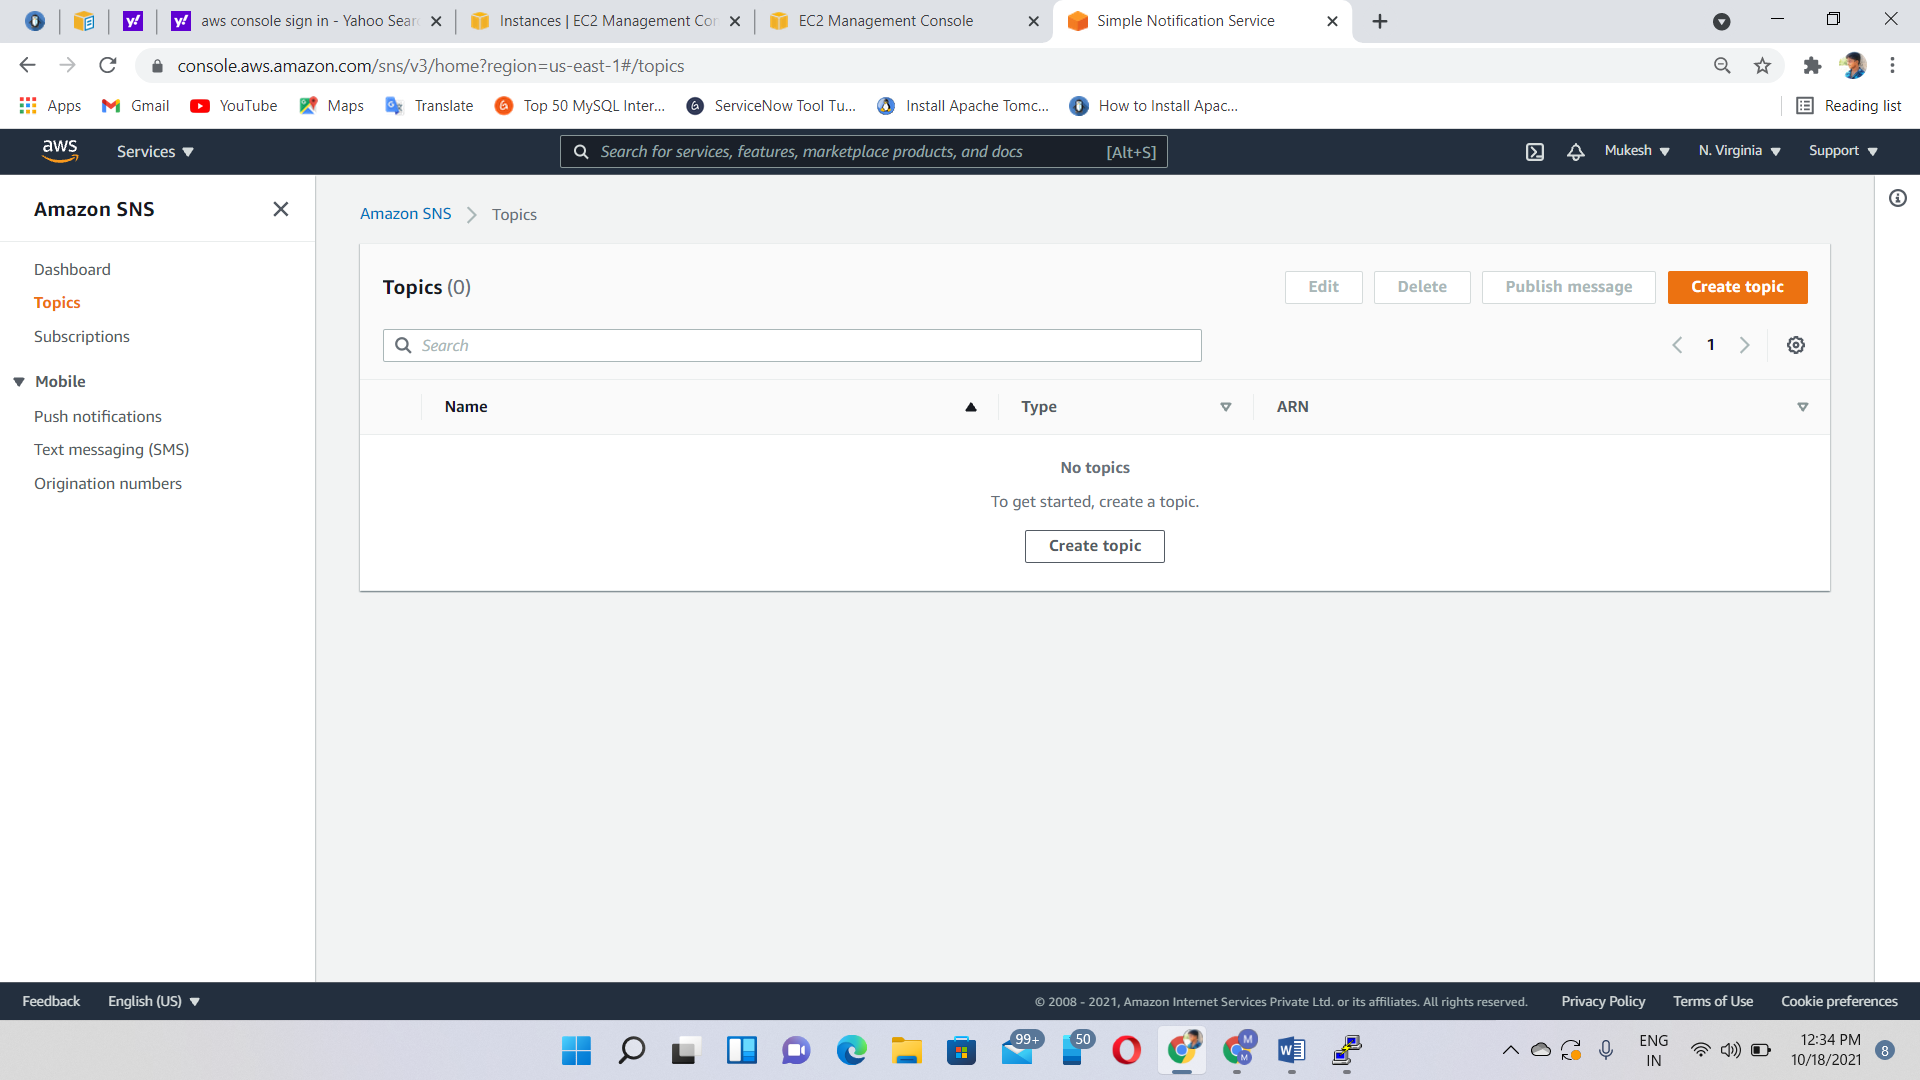 aws console sign in - Yahoo Sear
Instances | EC2 Management Co
EC2 Management Console
Simple Notification Service
console.aws.amazon.com/sns/v3/home?region=us-east-1#/topics
Apps
Gmail
YouTube
Maps
Translate
Top 50 MySQL Inter...
ServiceNow Tool Tu...
Install Apache Tomc...
How to Install Apac...
Reading list
aws
Services
Search for services, features, marketplace products, and docs
[Alt+S]
Mukesh
N. Virginia
Support
Amazon SNS
Dashboard
Topics
Subscriptions
Mobile
Push notifications
Text messaging (SMS)
Origination numbers
Amazon SNS
Topics
Topics (0)
Edit
Delete
Publish message
Create topic
Search
1
Name
Type
ARN
No topics
To get started, create a topic.
Create topic
Feedback
English (US)
© 2008 - 2021, Amazon Internet Services Private Ltd. or its affiliates. All rights reserved.
Privacy Policy
Terms of Use
Cookie preferences
99+
50
M
M
ENG
IN
12:34 PM
10/18/2021
8